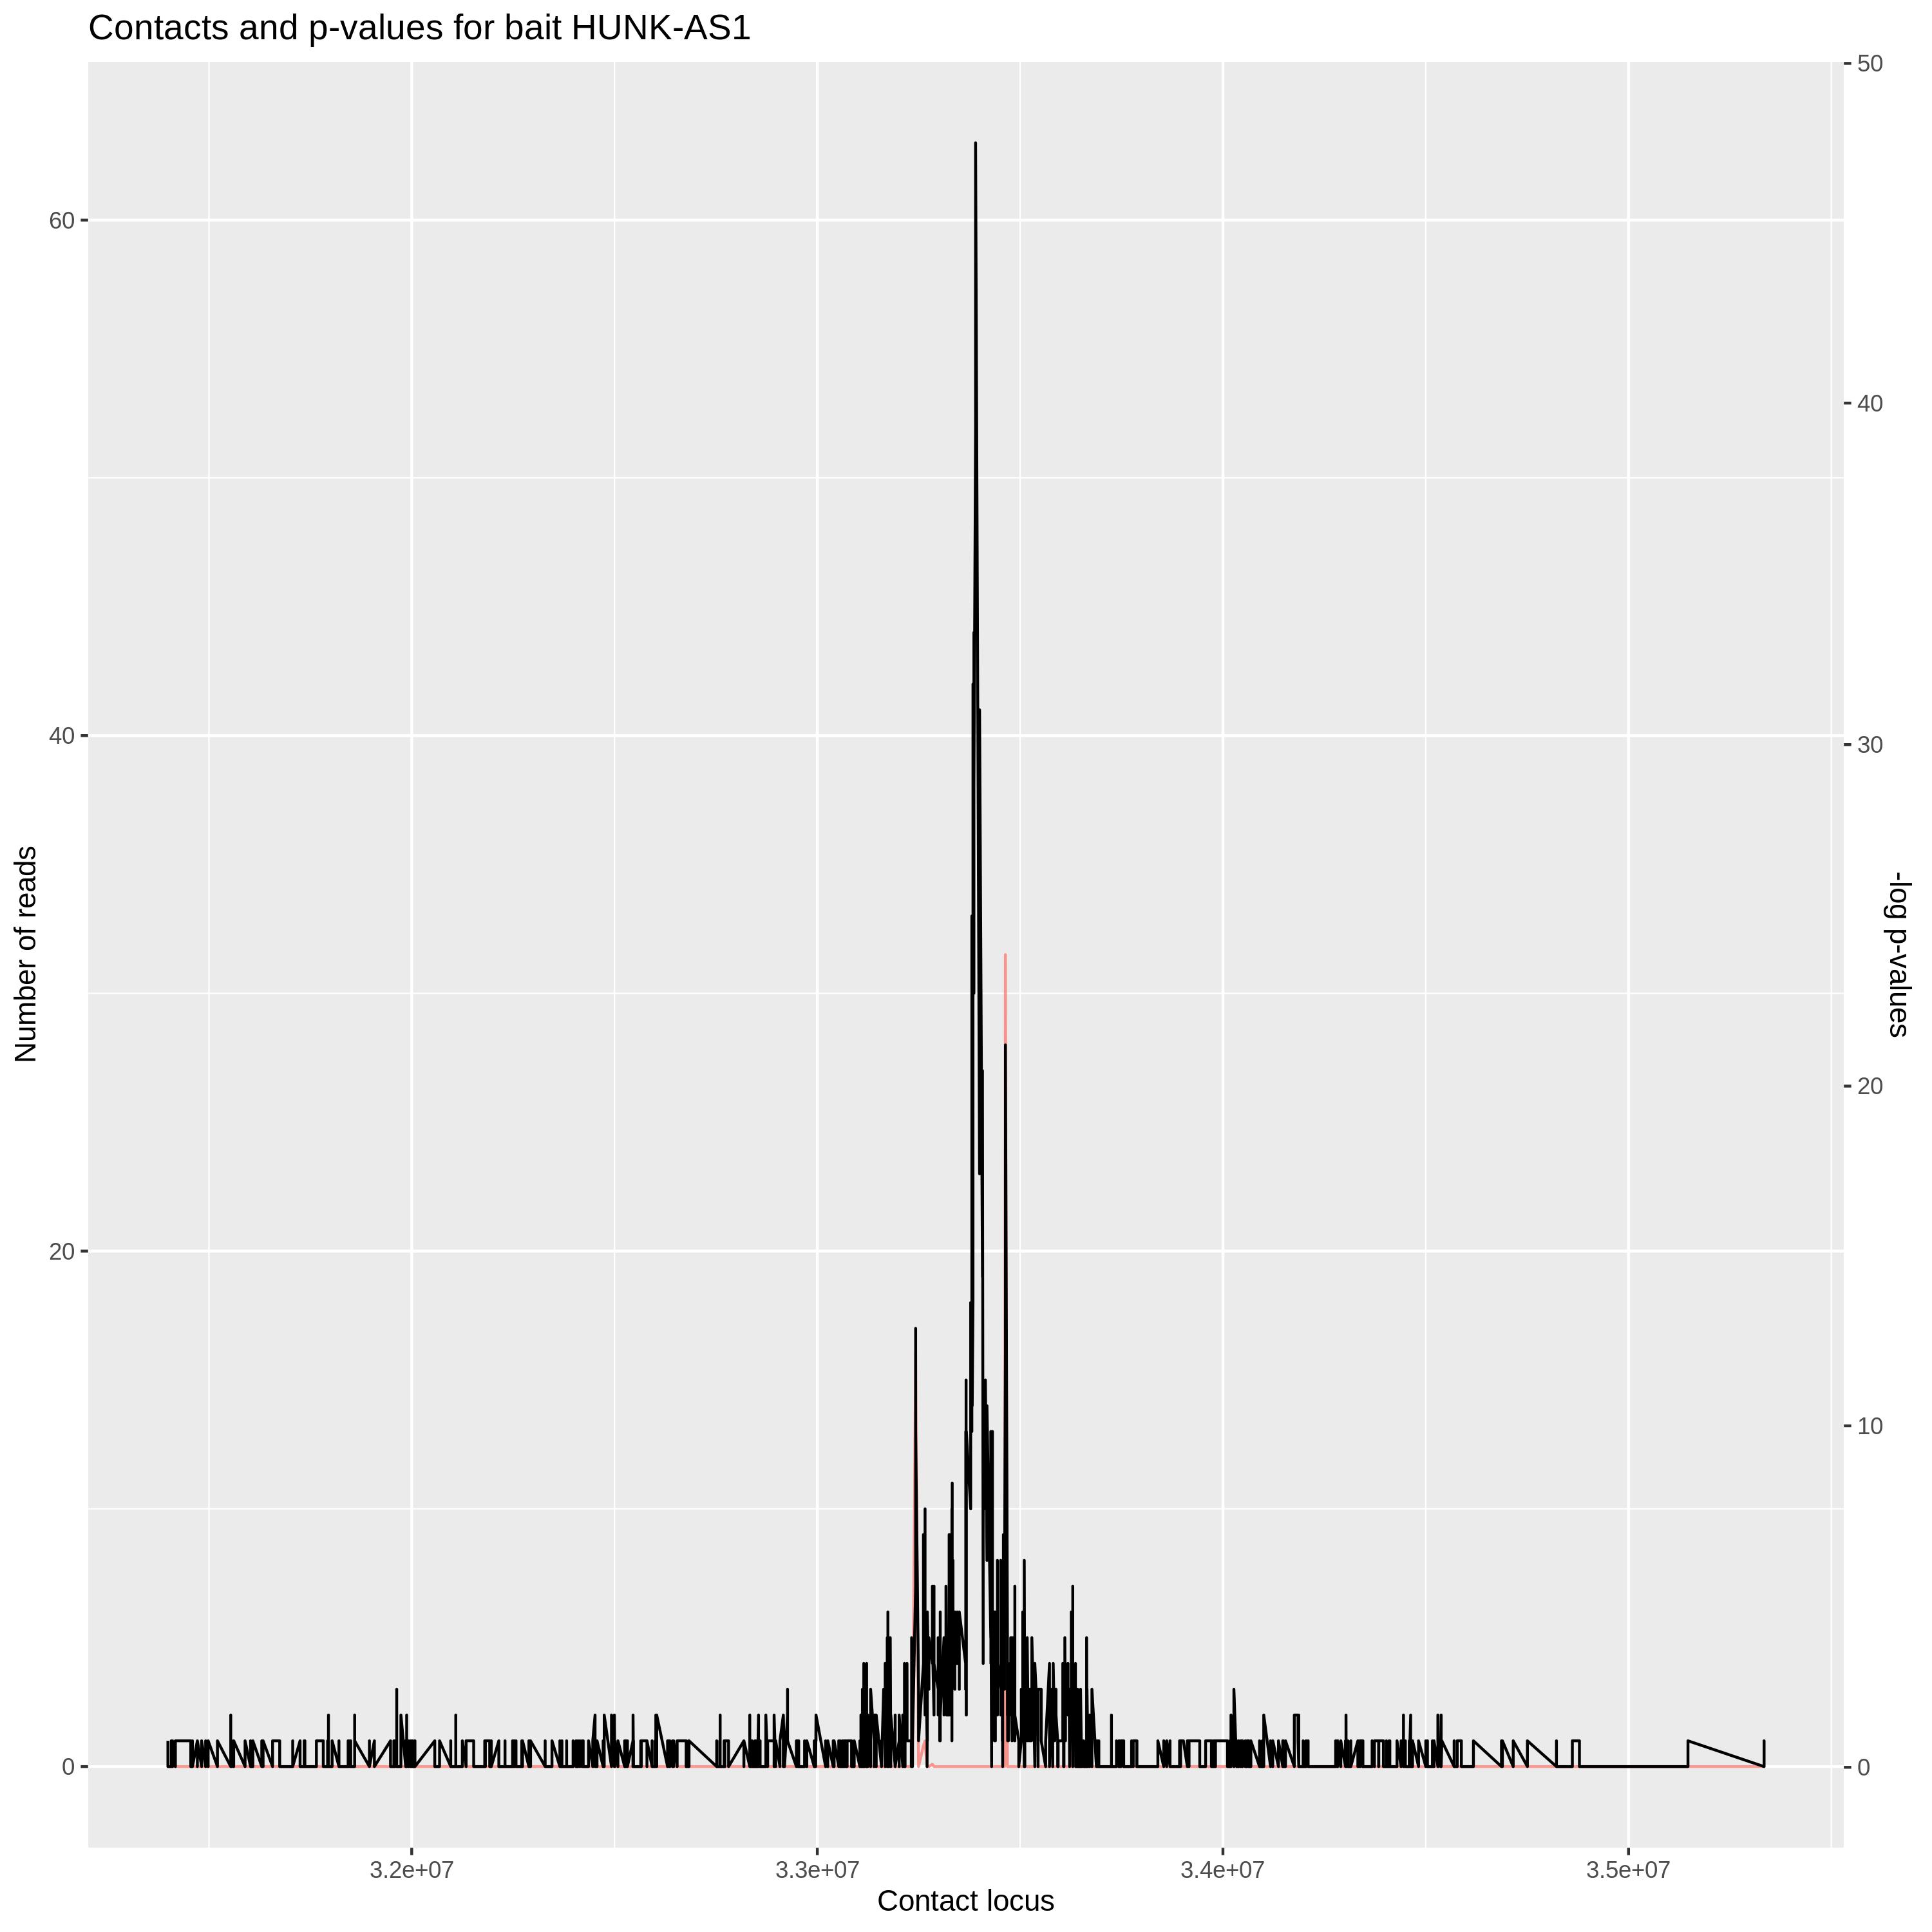 Contacts and p-values for bait HUNK-AS1
60
40
20
0
Number of reads
50
40
30
20
10
0
-log p-values
3.2e+07 3.3e+07 3.4e+07 3.5e+07
Contact locus